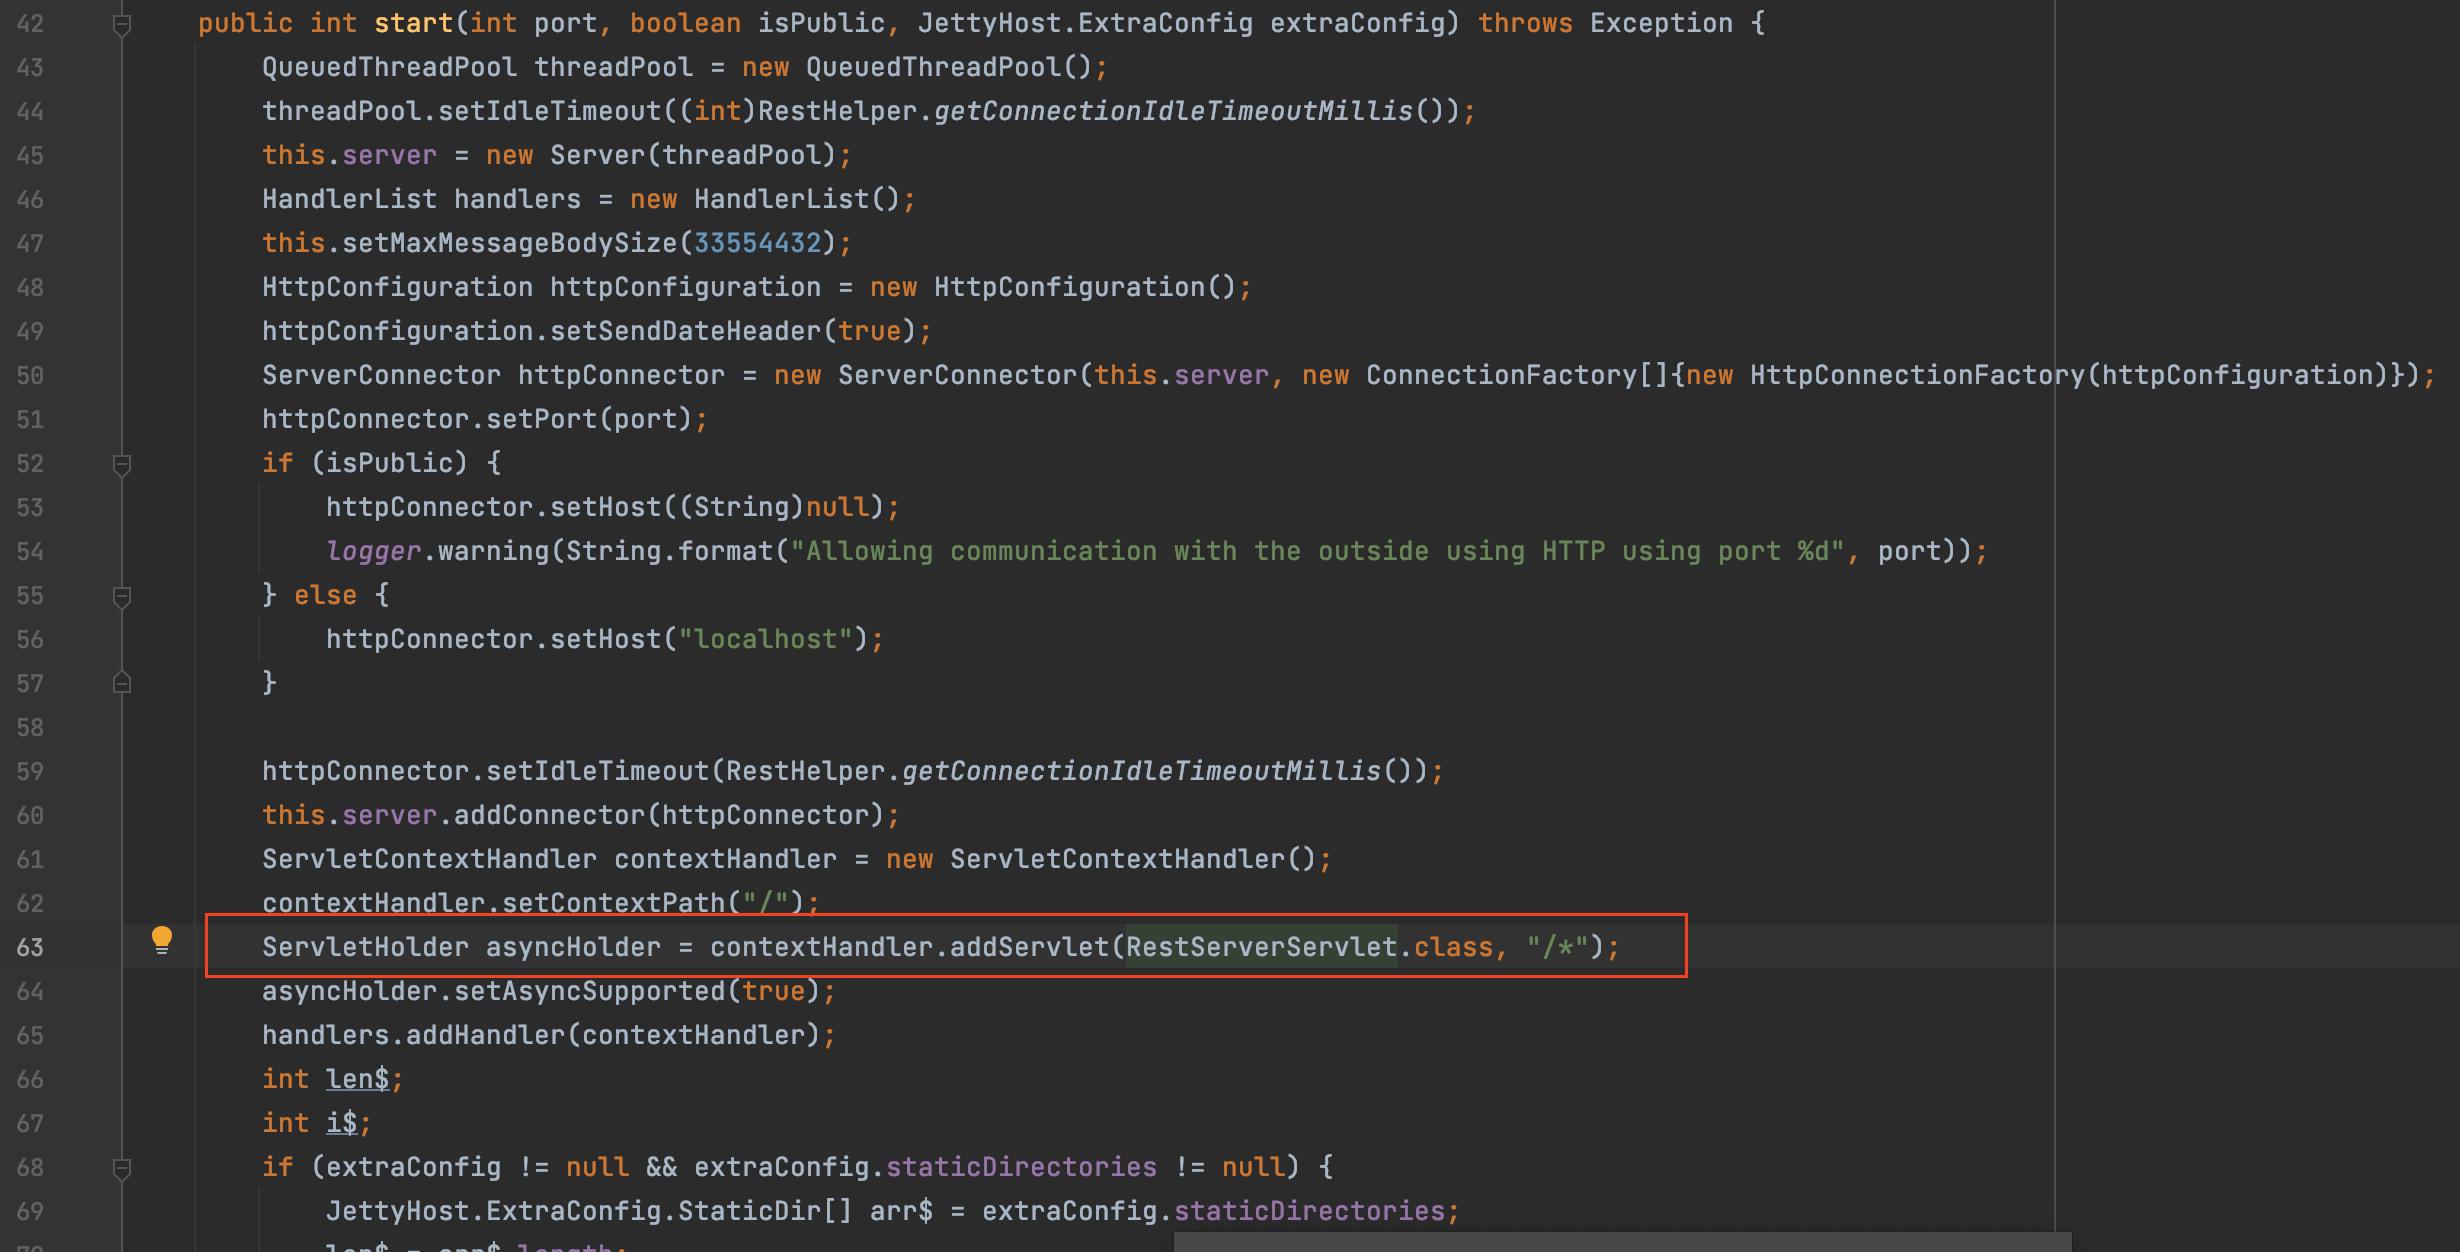 42 public int start(int port, boolean isPublic, JettyHost.ExtraConfig extraConfig) throws Exception {
43 QueuedThreadPool threadPool = new QueuedThreadPool();
44 threadPool.setIdleTimeout((int)RestHelper.getConnectionIdleTimeoutMillis());
45 this.server = new Server(threadPool);
46 HandlerList handlers = new HandlerList();
47 this.setMaxMessageBodySize(33554432);
48 HttpConfiguration httpConfiguration = new HttpConfiguration();
49 httpConfiguration.setSendDateHeader(true);
50 ServerConnector httpConnector = new ServerConnector(this.server, new ConnectionFactory[]{new HttpConnectionFactory(httpConfiguration)});
51 httpConnector.setPort(port);
52 if (isPublic) {
53 httpConnector.setHost((String)null);
54 logger.warning(String.format("Allowing communication with the outside using HTTP using port %d", port));
55 } else {
56 httpConnector.setHost("localhost");
57 }
58
59 httpConnector.setIdleTimeout(RestHelper.getConnectionIdleTimeoutMillis());
60 this.server.addConnector(httpConnector);
61 ServletContextHandler contextHandler = new ServletContextHandler();
62 contextHandler.setContextPath("/");
63 ServletHolder asyncHolder = contextHandler.addServlet(RestServerServlet.class, "/*");
64 asyncHolder.setAsyncSupported(true);
65 handlers.addHandler(contextHandler);
66 int len$;
67 int i$;
68 if (extraConfig != null && extraConfig.staticDirectories != null) {
69 JettyHost.ExtraConfig.StaticDir[] arr$ = extraConfig.staticDirectories;
70 len$ = arr$.length;